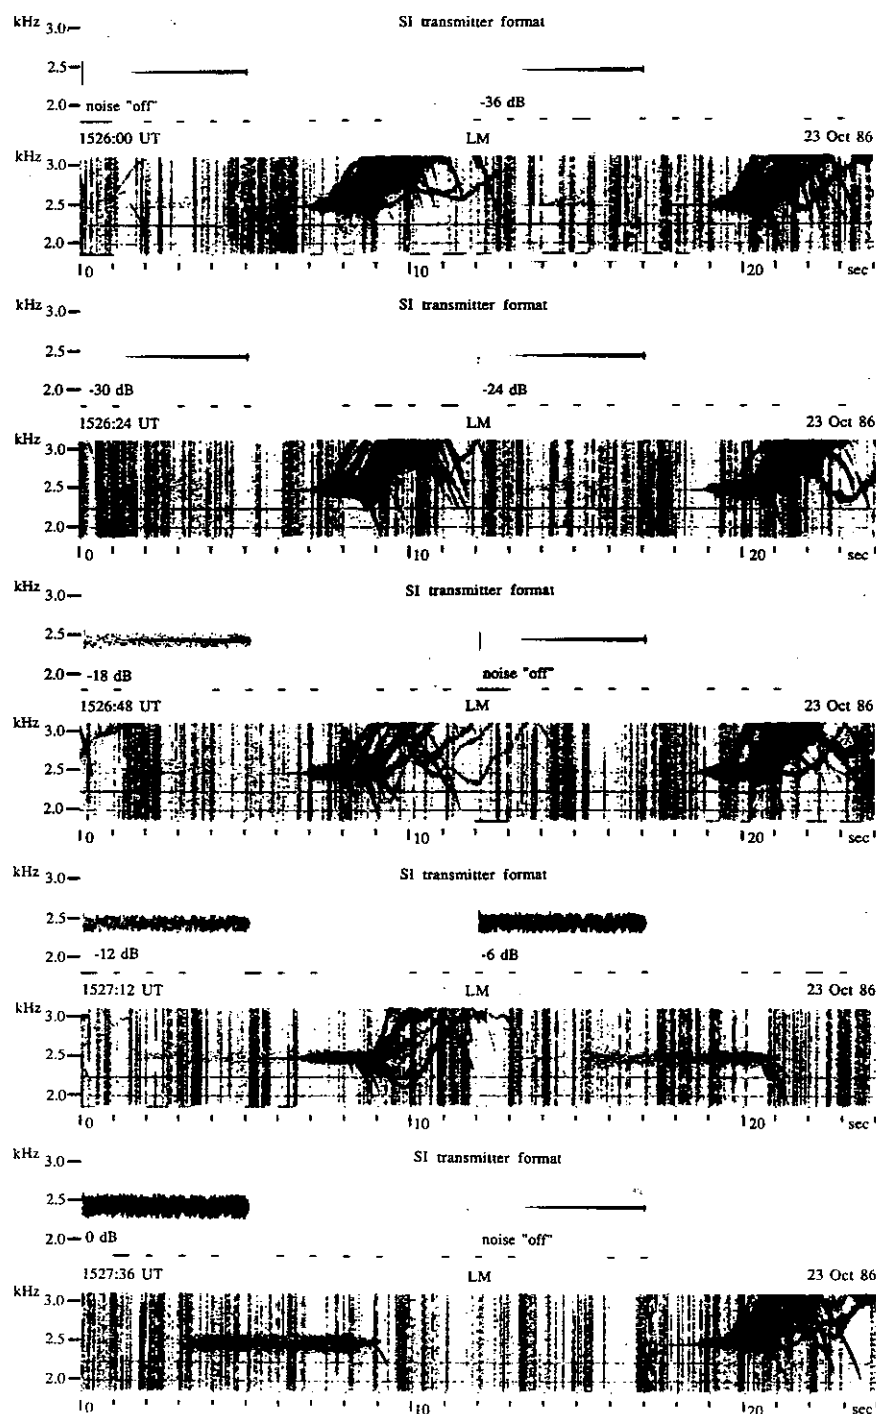 SI transmitter format
kHz 3.0
2.5
2.0
noise "off" -36 dB
1526:00 UT LM 23 Oct 86
kHz 3.0
2.5
2.0
0 10 20 sec
SI transmitter format
kHz 3.0
2.5
2.0
-30 dB -24 dB
1526:24 UT LM 23 Oct 86
kHz 3.0
2.5
2.0
0 10 20 sec
SI transmitter format
kHz 3.0
2.5
2.0
-18 dB noise "off"
1526:48 UT LM 23 Oct 86
kHz 3.0
2.5
2.0
0 10 20 sec
SI transmitter format
kHz 3.0
2.5
2.0
-12 dB -6 dB
1527:12 UT LM 23 Oct 86
kHz 3.0
2.5
2.0
0 10 20 sec
SI transmitter format
kHz 3.0
2.5
2.0
0 dB noise "off"
1527:36 UT LM 23 Oct 86
kHz 3.0
2.5
2.0
0 10 20 sec